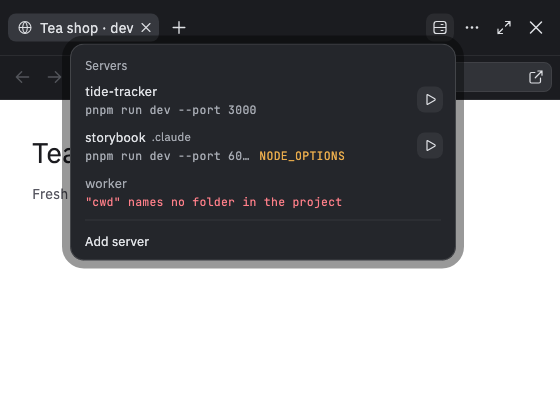 Tea shop · dev
Servers
tide-tracker
pnpm run dev --port 3000
storybook .claude
pnpm run dev --port 60… NODE_OPTIONS
worker
"cwd" names no folder in the project
Add server
Tea
Fresh